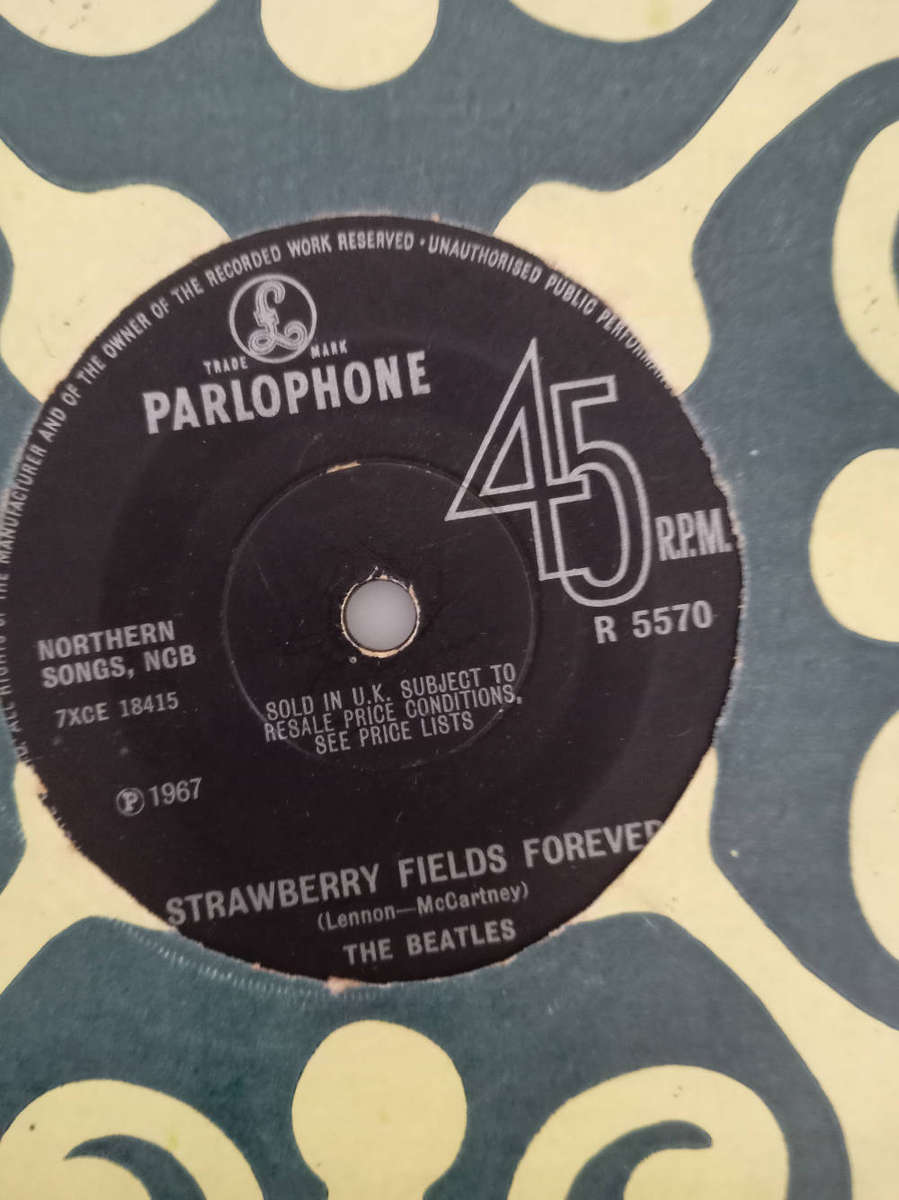 ALL RIGHTS OF THE MANUFACTURER AND OF THE OWNER OF THE RECORDED WORK RESERVED · UNAUTHORISED PUBLIC
£
TRADE MARK
PARLOPHONE
45
R.P.M.
R 5570
NORTHERN
SONGS, NCB
7XCE 18415
SOLD IN U.K. SUBJECT TO
RESALE PRICE CONDITIONS.
SEE PRICE LISTS
℗ 1967
STRAWBERRY FIELDS FOREVER
(Lennon—McCartney)
THE BEATLES